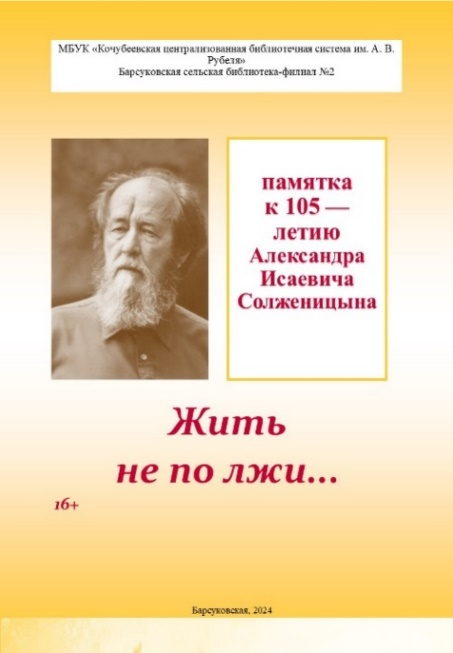 МБУК «Кочубеевская централизованная библиотечная система им. А. В.
Рубеля»
Барсуковская сельская библиотека-филиал №2
памятка
к 105 —
летию
Александра
Исаевича
Солженицына
Жить
не по лжи...
16+
Барсуковская, 2024